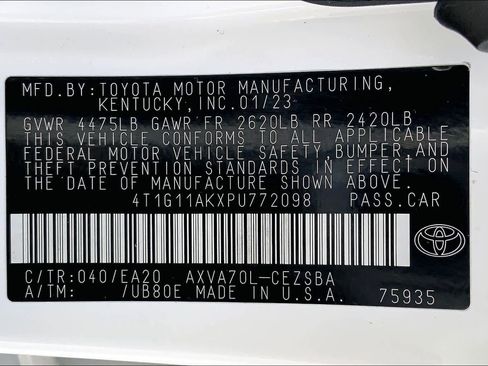 MFD.BY:TOYOTA MOTOR MANUFACTURING,
KENTUCKY,INC.01/23
GVWR 4475LB GAWR FR 2620LB RR 2420LB
THIS VEHICLE CONFORMS TO ALL APPLICABLE
FEDERAL MOTOR VEHICLE SAFETY,BUMPER,AND
THEFT PREVENTION STANDARDS IN EFFECT ON
THE DATE OF MANUFACTURE SHOWN ABOVE.
4T1G11AKXPU772098 PASS.CAR
C/TR:040/EA20 AXVA70L-CEZSBA
A/TM: /UB80E MADE IN U.S.A. 75935